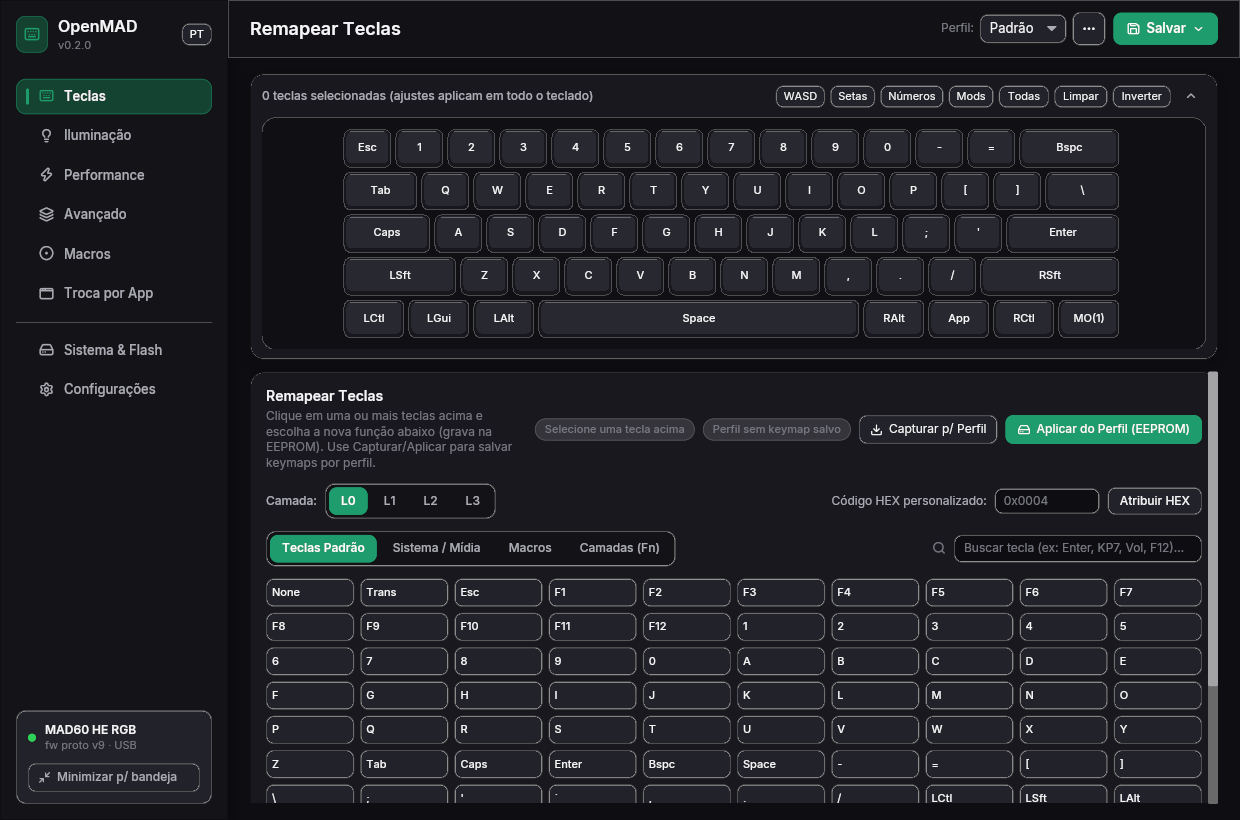 OpenMAD
v0.2.0
PT
Teclas
Iluminação
Performance
Avançado
Macros
Troca por App
Sistema & Flash
Configurações
MAD60 HE RGB
fw proto v9 · USB
Minimizar p/ bandeja
Remapear Teclas
Perfil: Padrão ... Salvar
0 teclas selecionadas (ajustes aplicam em todo o teclado) WASD Setas Números Mods Todas Limpar Inverter
Esc 1 2 3 4 5 6 7 8 9 0 - = Bspc
Tab Q W E R T Y U I O P [ ] \
Caps A S D F G H J K L ; ' Enter
LSft Z X C V B N M , . / RSft
LCtl LGui LAlt Space RAlt App RCtl MO(1)
Remapear Teclas
Clique em uma ou mais teclas acima e
escolha a nova função abaixo (grava na
EEPROM). Use Capturar/Aplicar para salvar
keymaps por perfil.
Selecione uma tecla acima Perfil sem keymap salvo Capturar p/ Perfil Aplicar do Perfil (EEPROM)
Camada: L0 L1 L2 L3 Código HEX personalizado: 0x0004 Atribuir HEX
Teclas Padrão Sistema / Mídia Macros Camadas (Fn) Buscar tecla (ex: Enter, KP7, Vol, F12)...
None Trans Esc F1 F2 F3 F4 F5 F6 F7
F8 F9 F10 F11 F12 1 2 3 4 5
6 7 8 9 0 A B C D E
F G H I J K L M N O
P Q R S T U V W X Y
Z Tab Caps Enter Bspc Space - = [ ]
\ ; ' ` , . / LCtl LSft LAlt